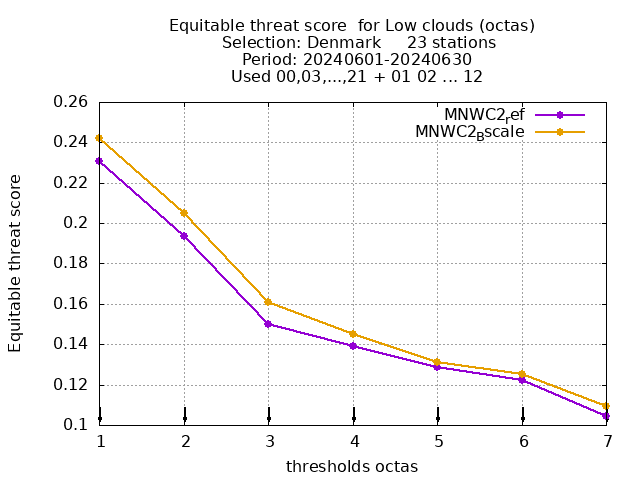 Equitable threat score  for Low clouds (octas)
Selection: Denmark     23 stations
Period: 20240601-20240630
Used 00,03,...,21 + 01 02 ... 12
MNWC2ref
MNWC2Bscale
Equitable threat score
0.26
0.24
0.22
0.2
0.18
0.16
0.14
0.12
0.1
1 2 3 4 5 6 7
thresholds octas